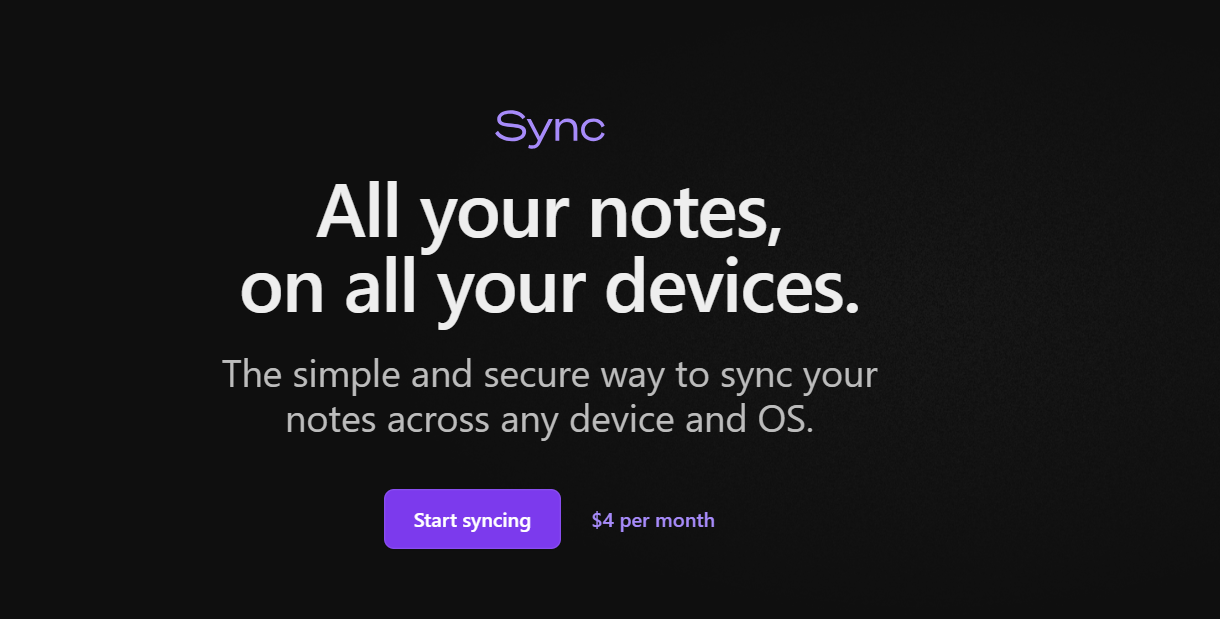 Sync
All your notes,
on all your devices.
The simple and secure way to sync your
notes across any device and OS.
Start syncing
$4 per month